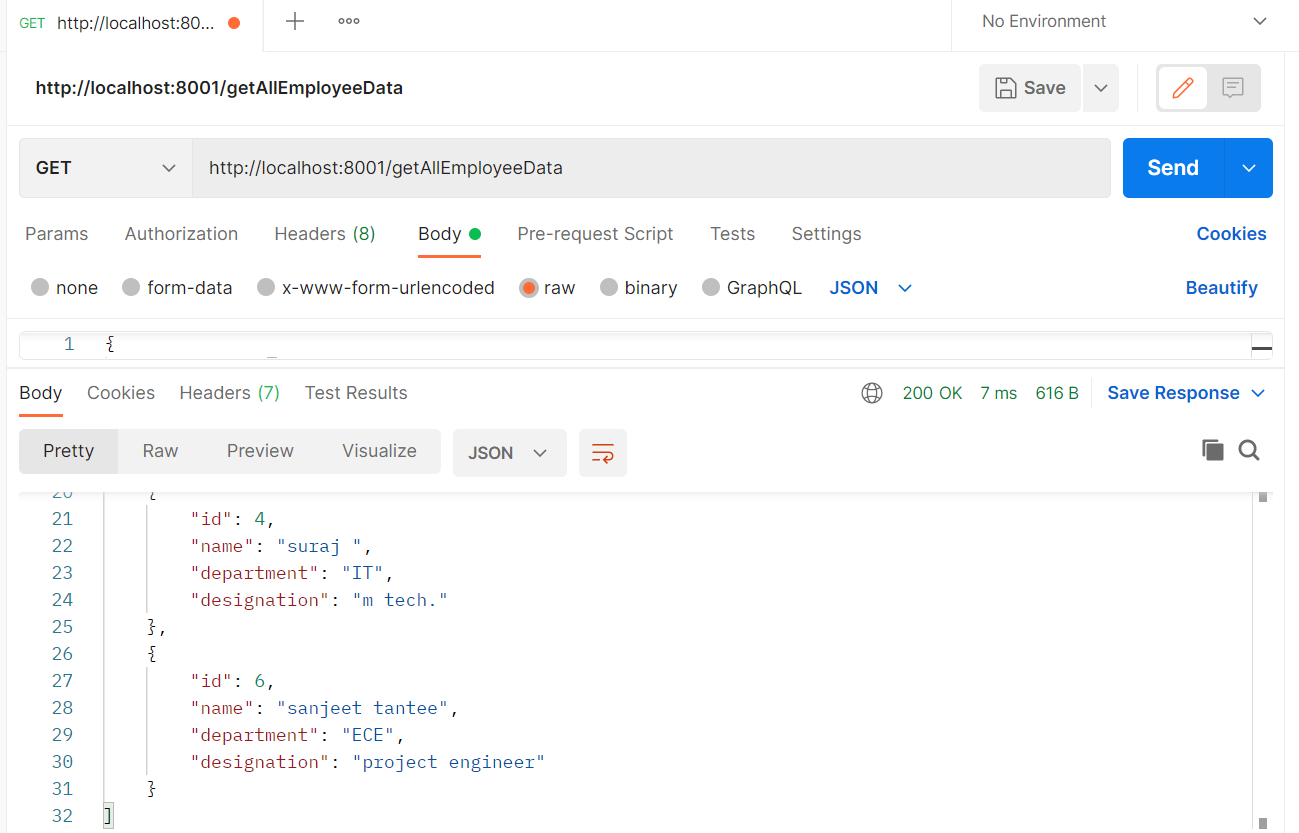 GET http://localhost:80... No Environment
http://localhost:8001/getAllEmployeeData Save
GET http://localhost:8001/getAllEmployeeData Send
Params Authorization Headers (8) Body Pre-request Script Tests Settings Cookies
none form-data x-www-form-urlencoded raw binary GraphQL JSON Beautify
1 {
Body Cookies Headers (7) Test Results 200 OK 7 ms 616 B Save Response
Pretty Raw Preview Visualize JSON
20 {
21 "id": 4,
22 "name": "suraj ",
23 "department": "IT",
24 "designation": "m tech."
25 },
26 {
27 "id": 6,
28 "name": "sanjeet tantee",
29 "department": "ECE",
30 "designation": "project engineer"
31 }
32 ]